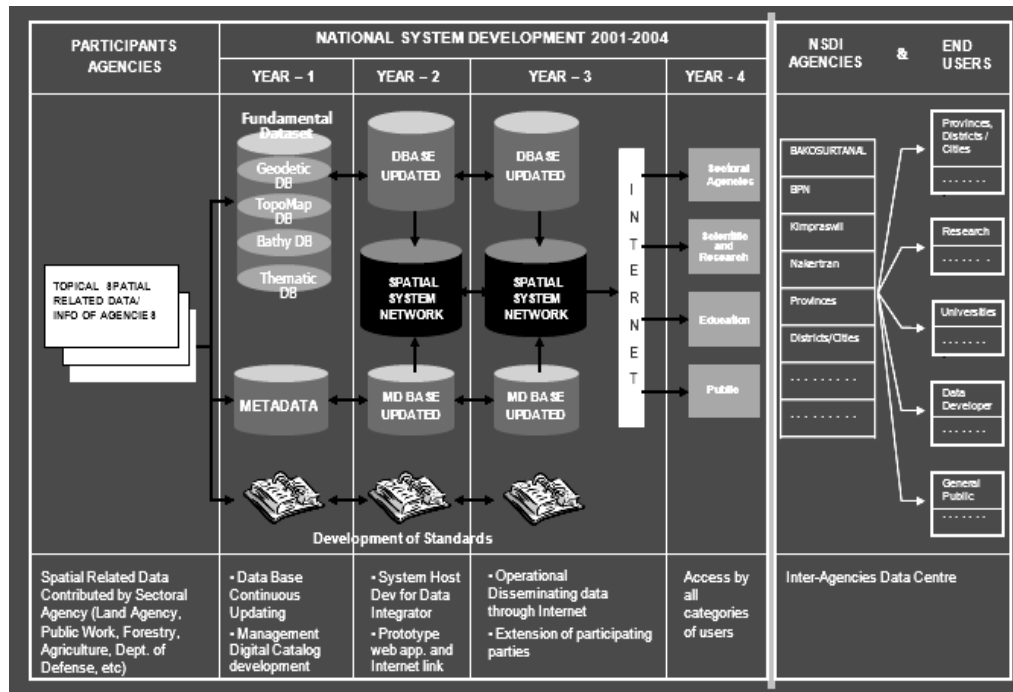 PARTICIPANTS
AGENCIES
NATIONAL SYSTEM DEVELOPMENT 2001-2004
YEAR – 1
YEAR – 2
YEAR – 3
YEAR - 4
NSDI
AGENCIES
&
END
USERS
TOPICAL SPATIAL
RELATED DATA/
INFO OF AGENCIES
Fundamental
Dataset
Geodetic
DB
TopoMap
DB
Bathy DB
Thematic
DB
METADATA
DBASE
UPDATED
SPATIAL
SYSTEM
NETWORK
MD BASE
UPDATED
DBASE
UPDATED
SPATIAL
SYSTEM
NETWORK
MD BASE
UPDATED
Development of Standards
I
N
T
E
R
N
E
T
Sectoral
Agencies
Scientific
and
Research
Education
Public
BAKOSURTANAL
BPN
Kimpraswil
Nakertran
Provinces
Districts/Cities
.........
.........
Provinces,
Districts /
Cities
.......
Research
.......
Universities
.......
Data
Developer
.......
General
Public
.......
Spatial Related Data
Contributed by Sectoral
Agency (Land Agency,
Public Work, Forestry,
Agriculture, Dept. of
Defense, etc)
• Data Base
Continuous
Updating
• Management
Digital Catalog
development
• System Host
Dev for Data
Integrator
• Prototype
web app. and
Internet link
• Operational
Disseminating data
through Internet
• Extension of participating
parties
Access by
all
categories
of users
Inter-Agencies Data Centre